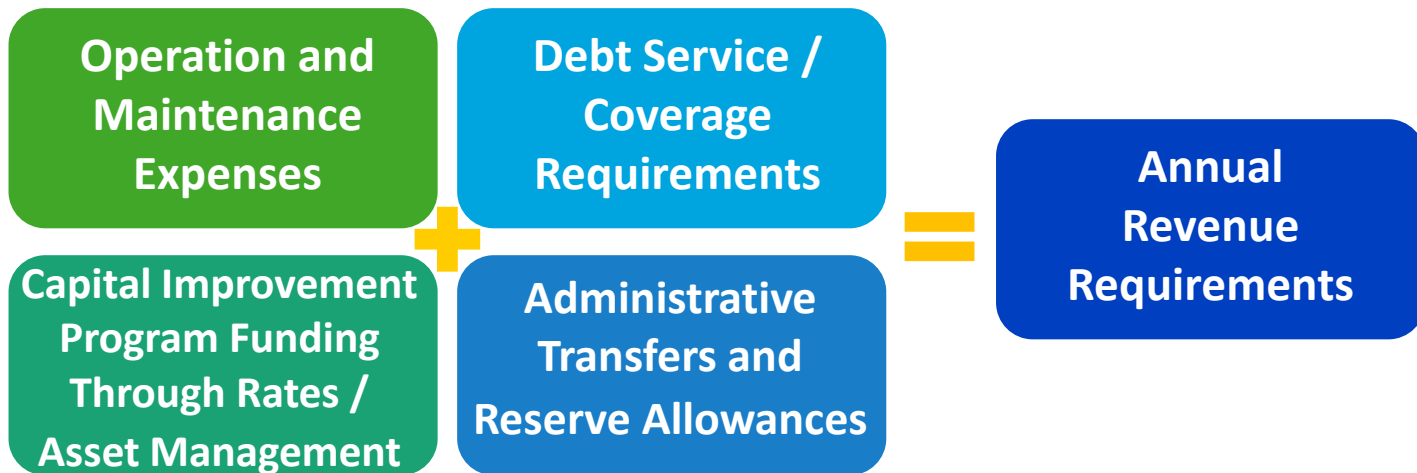 Operation and
Maintenance
Expenses
Debt Service /
Coverage
Requirements
Capital Improvement
Program Funding
Through Rates /
Asset Management
Administrative
Transfers and
Reserve Allowances
+
=
Annual
Revenue
Requirements